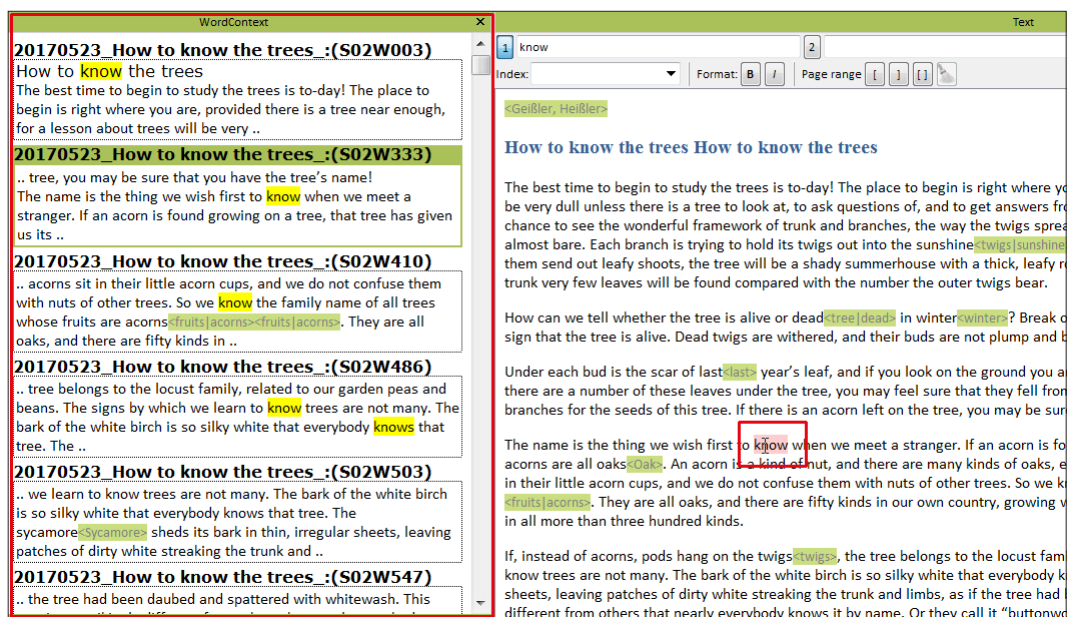 WordContext ×
20170523_How to know the trees_:(S02W003)
How to know the trees
The best time to begin to study the trees is to-day! The place to
begin is right where you are, provided there is a tree near enough,
for a lesson about trees will be very ..
20170523_How to know the trees_:(S02W333)
.. tree, you may be sure that you have the tree’s name!
The name is the thing we wish first to know when we meet a
stranger. If an acorn is found growing on a tree, that tree has given
us its ..
20170523_How to know the trees_:(S02W410)
.. acorns sit in their little acorn cups, and we do not confuse them
with nuts of other trees. So we know the family name of all trees
whose fruits are acorns<fruits|acorns><fruits|acorns>. They are all
oaks, and there are fifty kinds in ..
20170523_How to know the trees_:(S02W486)
.. tree belongs to the locust family, related to our garden peas and
beans. The signs by which we learn to know trees are not many. The
bark of the white birch is so silky white that everybody knows that
tree. The ..
20170523_How to know the trees_:(S02W503)
.. we learn to know trees are not many. The bark of the white birch
is so silky white that everybody knows that tree. The
sycamore<Sycamore> sheds its bark in thin, irregular sheets, leaving
patches of dirty white streaking the trunk and ..
20170523_How to know the trees_:(S02W547)
.. the tree had been daubed and spattered with whitewash. This
Text
1 know 2
Index: Format: B I Page range [ ] [ ]
<Geißler, Heißler>
How to know the trees How to know the trees
The best time to begin to study the trees is to-day! The place to begin is right where
be very dull unless there is a tree to look at, to ask questions of, and to get answers
chance to see the wonderful framework of trunk and branches, the way the twigs
almost bare. Each branch is trying to hold its twigs out into the sunshine<twigs|sunshine
them send out leafy shoots, the tree will be a shady summerhouse with a thick, leafy
trunk very few leaves will be found compared with the number the outer twigs bear.
How can we tell whether the tree is alive or dead<tree|dead> in winter<winter>? Break
sign that the tree is alive. Dead twigs are withered, and their buds are not plump and
Under each bud is the scar of last<last> year’s leaf, and if you look on the ground you
there are a number of these leaves under the tree, you may feel sure that they fell
branches for the seeds of this tree. If there is an acorn left on the tree, you may be
The name is the thing we wish first to know when we meet a stranger. If an acorn is
acorns are all oaks<Oak>. An acorn is a kind of nut, and there are many kinds of oaks,
in their little acorn cups, and we do not confuse them with nuts of other trees. So we
<fruits|acorns>. They are all oaks, and there are fifty kinds in our own country, growing
in all more than three hundred kinds.
If, instead of acorns, pods hang on the twigs<twigs>, the tree belongs to the locust
know trees are not many. The bark of the white birch is so silky white that everybody
sheets, leaving patches of dirty white streaking the trunk and limbs, as if the tree had
different from others that nearly everybody knows it by name. Or they call it